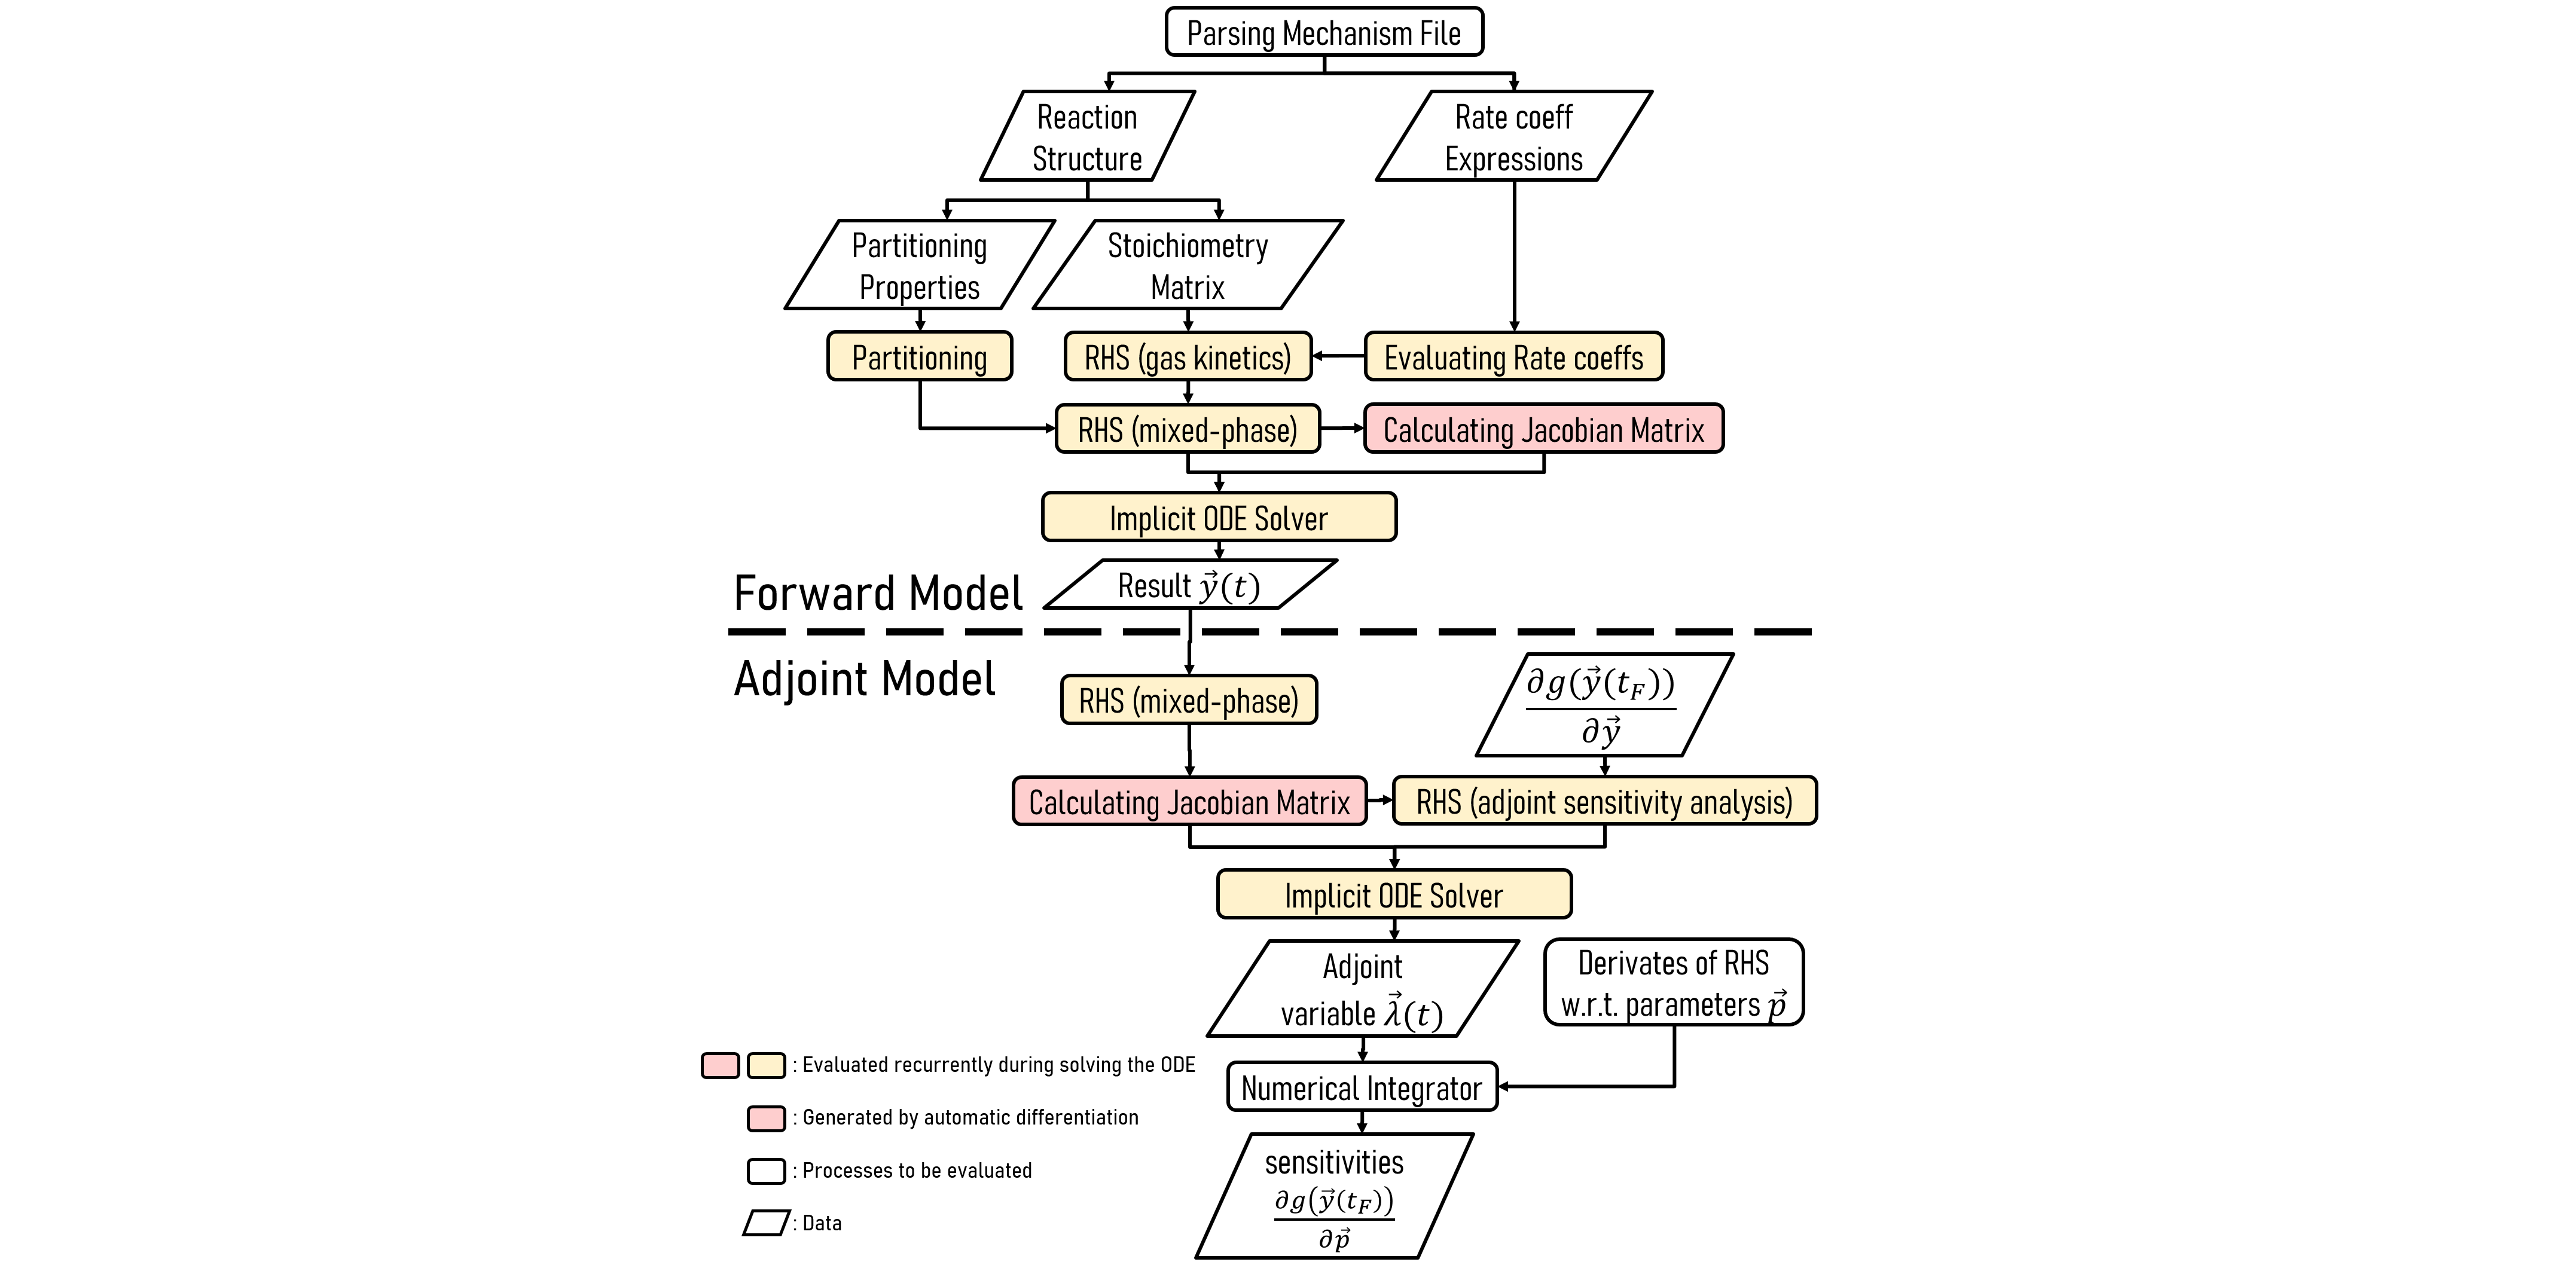 Parsing Mechanism File
Reaction
Structure
Rate coeff
Expressions
Partitioning
Properties
Stoichiometry
Matrix
Partitioning
RHS (gas kinetics)
Evaluating Rate coeffs
RHS (mixed-phase)
Calculating Jacobian Matrix
Implicit ODE Solver
Result $\vec{y}(t)$
Forward Model
Adjoint Model
RHS (mixed-phase)
$\frac{\partial g(\vec{y}(t_F))}{\partial \vec{y}}$
Calculating Jacobian Matrix
RHS (adjoint sensitivity analysis)
Implicit ODE Solver
Adjoint
variable $\vec{\lambda}(t)$
Derivates of RHS
w.r.t. parameters $\vec{p}$
Numerical Integrator
sensitivities
$\frac{\partial g(\vec{y}(t_F))}{\partial \vec{p}}$
: Evaluated recurrently during solving the ODE
: Generated by automatic differentiation
: Processes to be evaluated
: Data